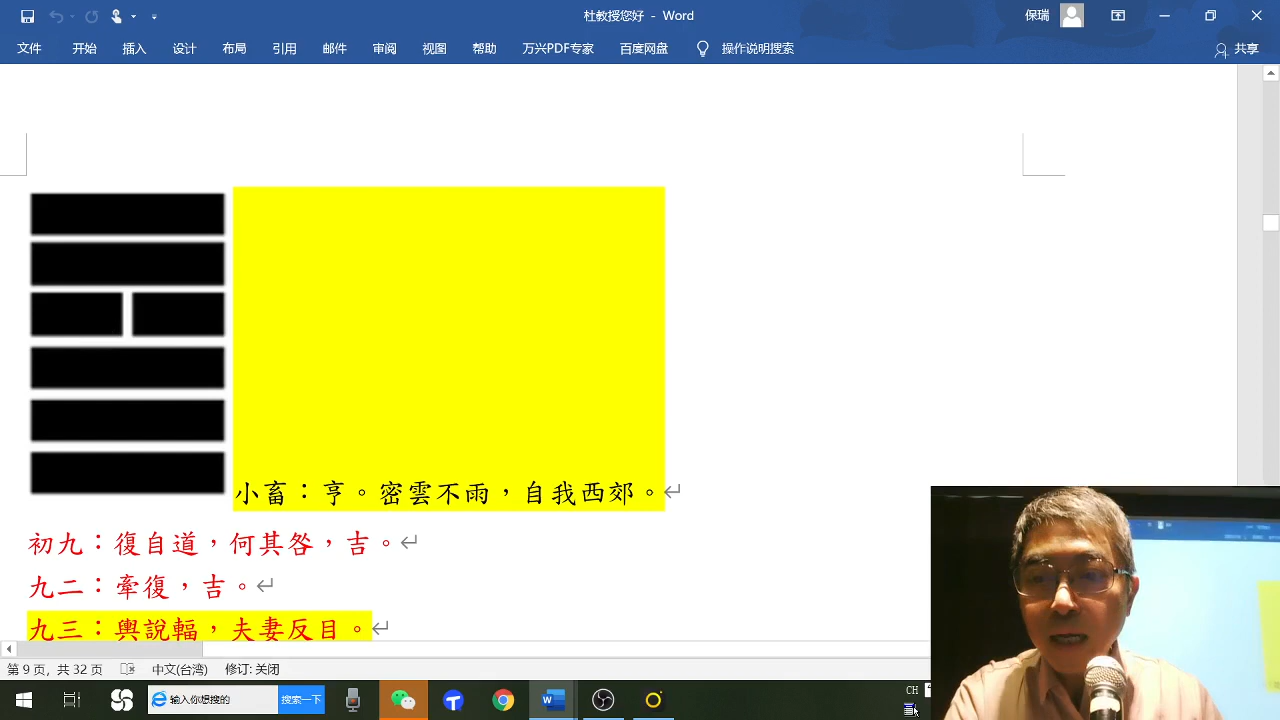 杜教授您好 - Word
保瑞
文件 开始 插入 设计 布局 引用 邮件 审阅 视图 帮助 万兴PDF专家 百度网盘 操作说明搜索 共享
小畜：亨。密雲不雨，自我西郊。
初九：復自道，何其咎，吉。
九二：牽復，吉。
九三：輿說輻，夫妻反目。
第 9 页，共 32 页 中文(台湾) 修订: 关闭
输入你想搜的 搜索一下
CH